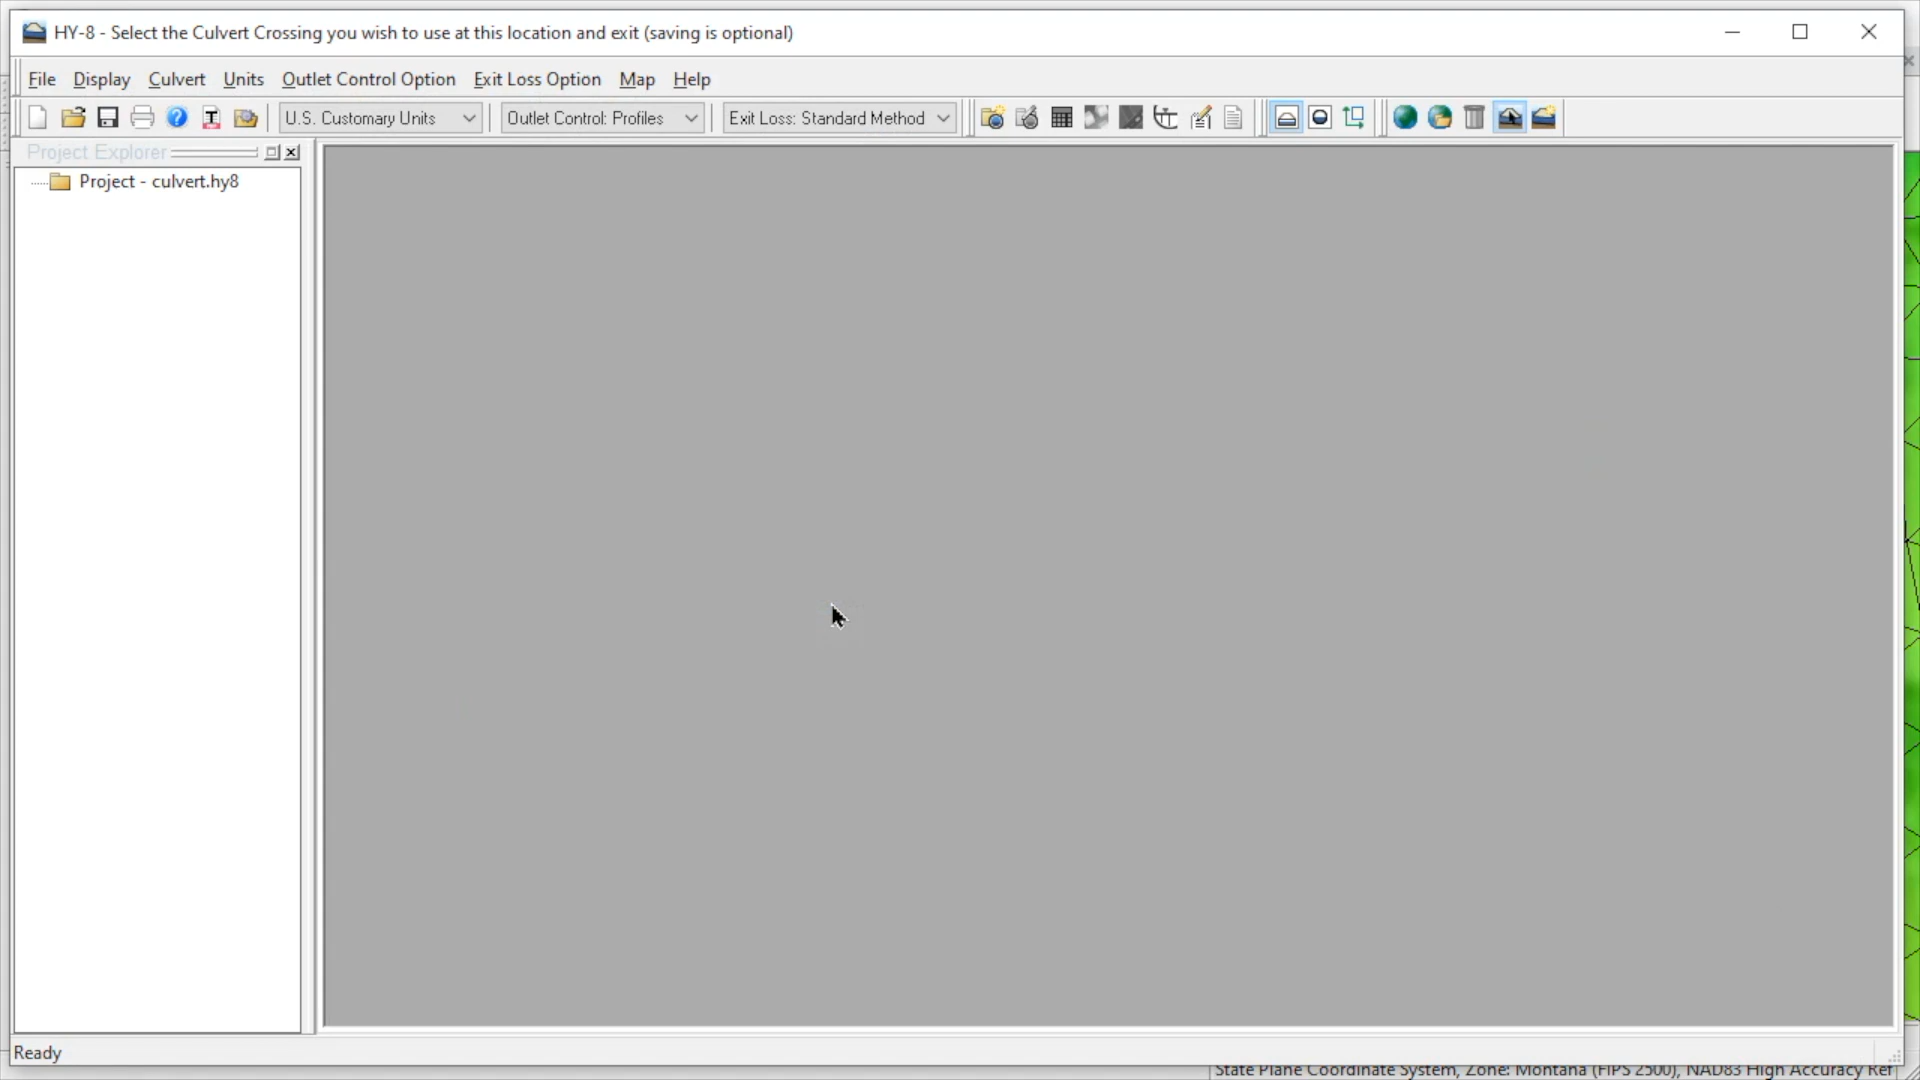 HY-8 - Select the Culvert Crossing you wish to use at this location and exit (saving is optional)
File Display Culvert Units Outlet Control Option Exit Loss Option Map Help
U.S. Customary Units Outlet Control: Profiles Exit Loss: Standard Method
Project Explorer
Project - culvert.hy8
Ready
State Plane Coordinate System, Zone: Montana (FIPS 2500), NAD83 High Accuracy Ref